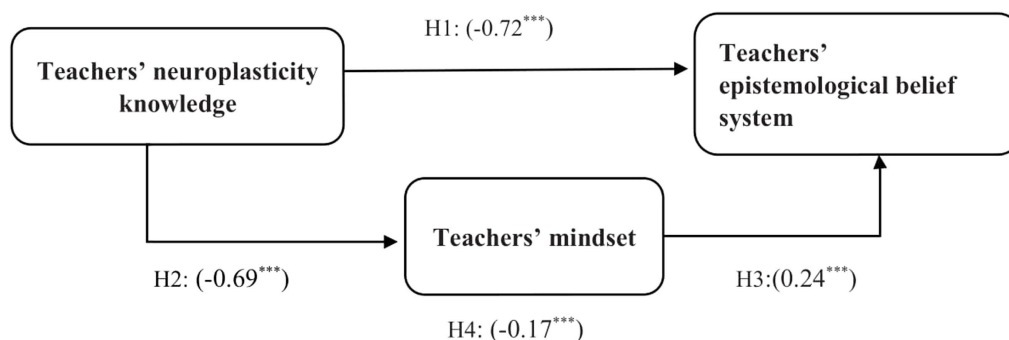 H1: (-0.72***)
Teachers’ neuroplasticity
knowledge
Teachers’
epistemological belief
system
Teachers’ mindset
H2: (-0.69***)
H3:(0.24***)
H4: (-0.17***)